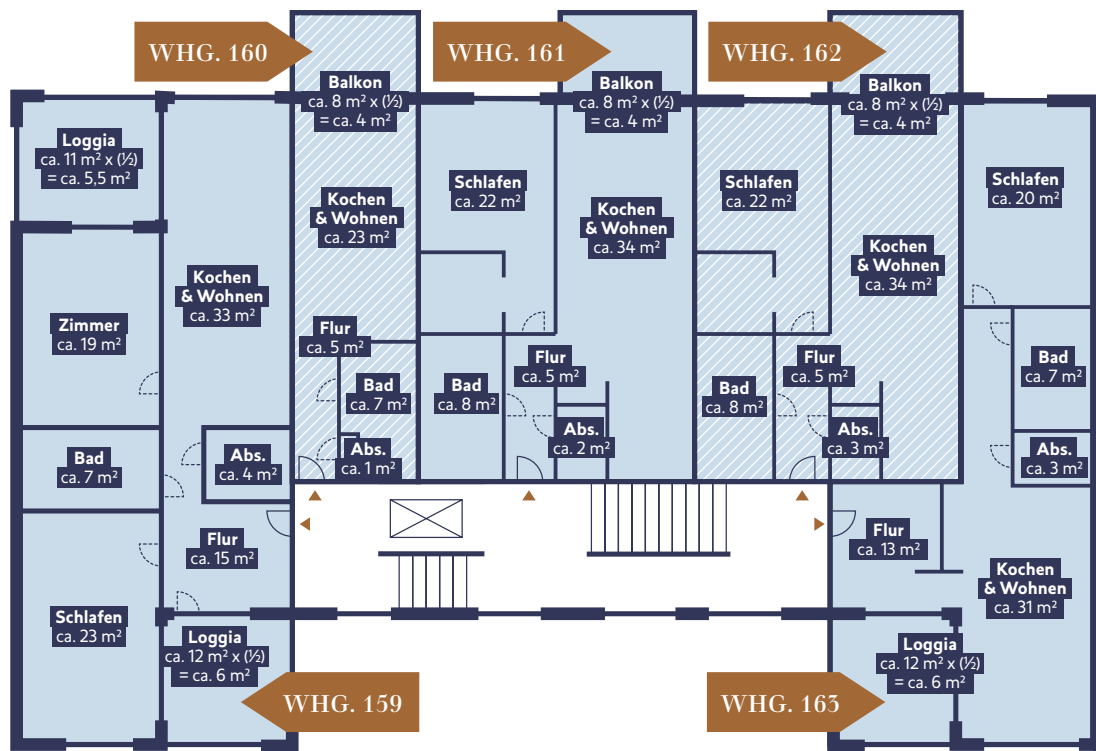 WHG. 160
WHG. 161
WHG. 162
Balkon
ca. 8 m² x (½)
= ca. 4 m²
Balkon
ca. 8 m² x (½)
= ca. 4 m²
Balkon
ca. 8 m² x (½)
= ca. 4 m²
Loggia
ca. 11 m² x (½)
= ca. 5,5 m²
Schlafen
ca. 22 m²
Schlafen
ca. 22 m²
Schlafen
ca. 20 m²
Kochen
& Wohnen
ca. 23 m²
Kochen
& Wohnen
ca. 34 m²
Kochen
& Wohnen
ca. 34 m²
Kochen
& Wohnen
ca. 33 m²
Zimmer
ca. 19 m²
Flur
ca. 5 m²
Flur
ca. 5 m²
Flur
ca. 5 m²
Bad
ca. 7 m²
Bad
ca. 7 m²
Bad
ca. 8 m²
Bad
ca. 8 m²
Bad
ca. 7 m²
Abs.
ca. 4 m²
Abs.
ca. 1 m²
Abs.
ca. 2 m²
Abs.
ca. 3 m²
Abs.
ca. 3 m²
Flur
ca. 15 m²
Flur
ca. 13 m²
Kochen
& Wohnen
ca. 31 m²
Schlafen
ca. 23 m²
Loggia
ca. 12 m² x (½)
= ca. 6 m²
Loggia
ca. 12 m² x (½)
= ca. 6 m²
WHG. 159
WHG. 163